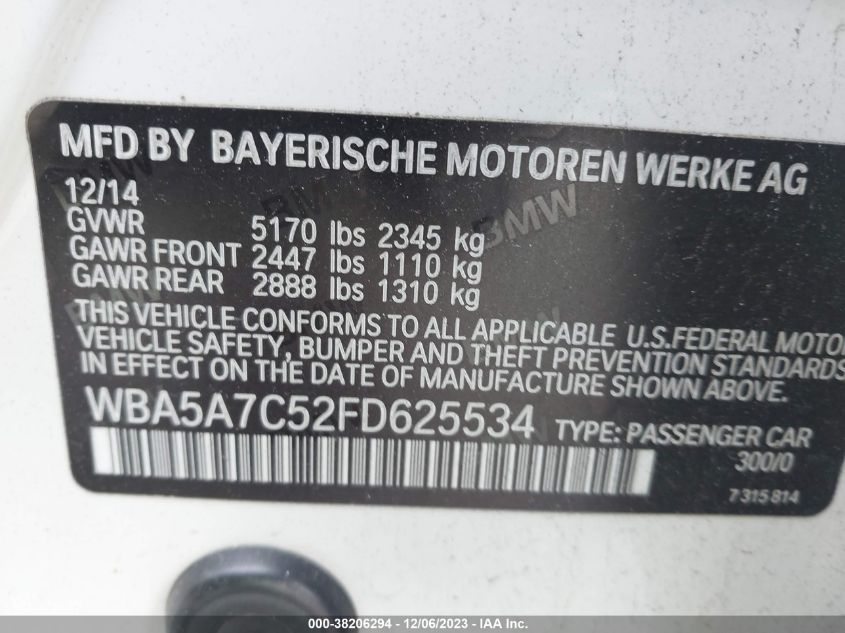 MFD BY BAYERISCHE MOTOREN WERKE AG
12/14
GVWR 5170 lbs 2345 kg
GAWR FRONT 2447 lbs 1110 kg
GAWR REAR 2888 lbs 1310 kg
THIS VEHICLE CONFORMS TO ALL APPLICABLE U.S.FEDERAL MOTO
VEHICLE SAFETY, BUMPER AND THEFT PREVENTION STANDARDS
IN EFFECT ON THE DATE OF MANUFACTURE SHOWN ABOVE.
WBA5A7C52FD625534 TYPE: PASSENGER CAR
300/0
7 315 814
000-38206294 - 12/06/2023 - IAA Inc.